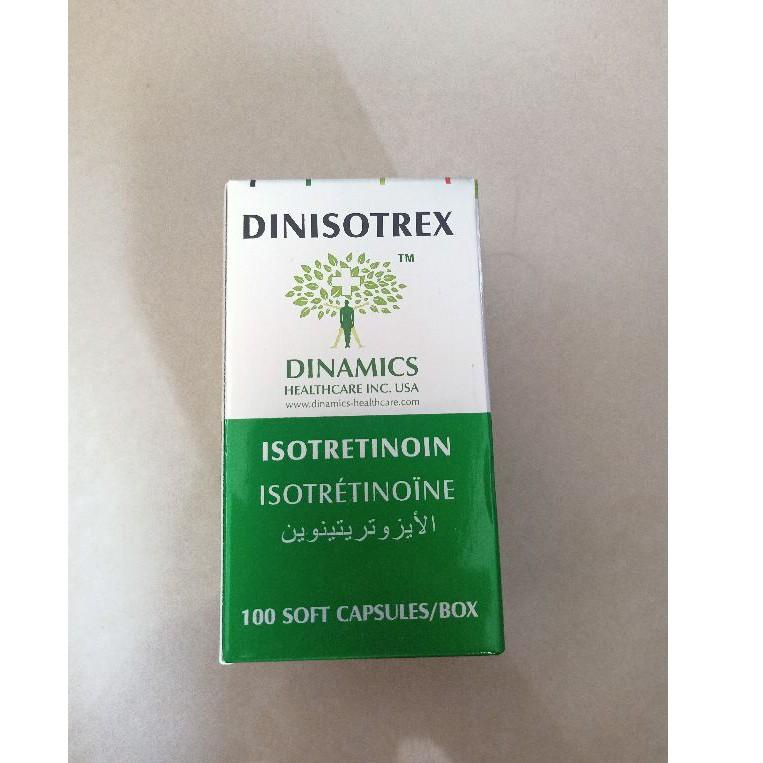 DINISOTREX
TM
DINAMICS
HEALTHCARE INC. USA
www.dinamics-healthcare.com
ISOTRETINOIN
ISOTRÉTINOÏNE
الأيزوتريتينوين
100 SOFT CAPSULES/BOX